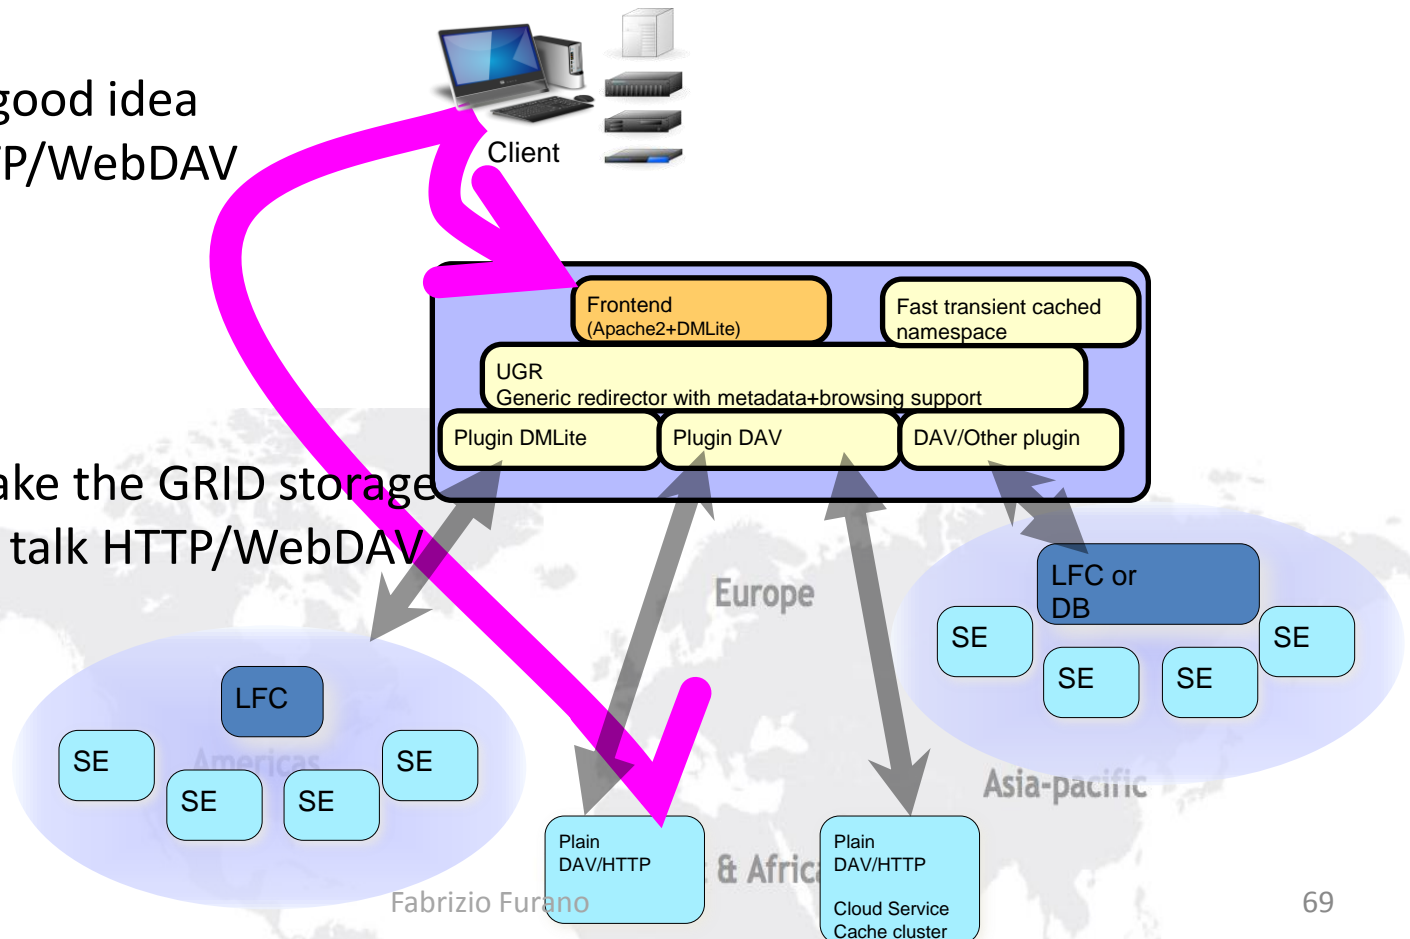 good idea
P/WebDAV
Client
Frontend
(Apache2+DMLite)
Fast transient cached
namespace
UGR
Generic redirector with metadata+browsing support
Plugin DMLite
Plugin DAV
DAV/Other plugin
ake the GRID storage
talk HTTP/WebDAV
Europe
LFC or
DB
SE
SE
SE
SE
LFC
SE
SE
SE
SE
Americas
Asia-pacific
Plain
DAV/HTTP
& Africa
Plain
DAV/HTTP
Cloud Service
Cache cluster
Fabrizio Furano
69